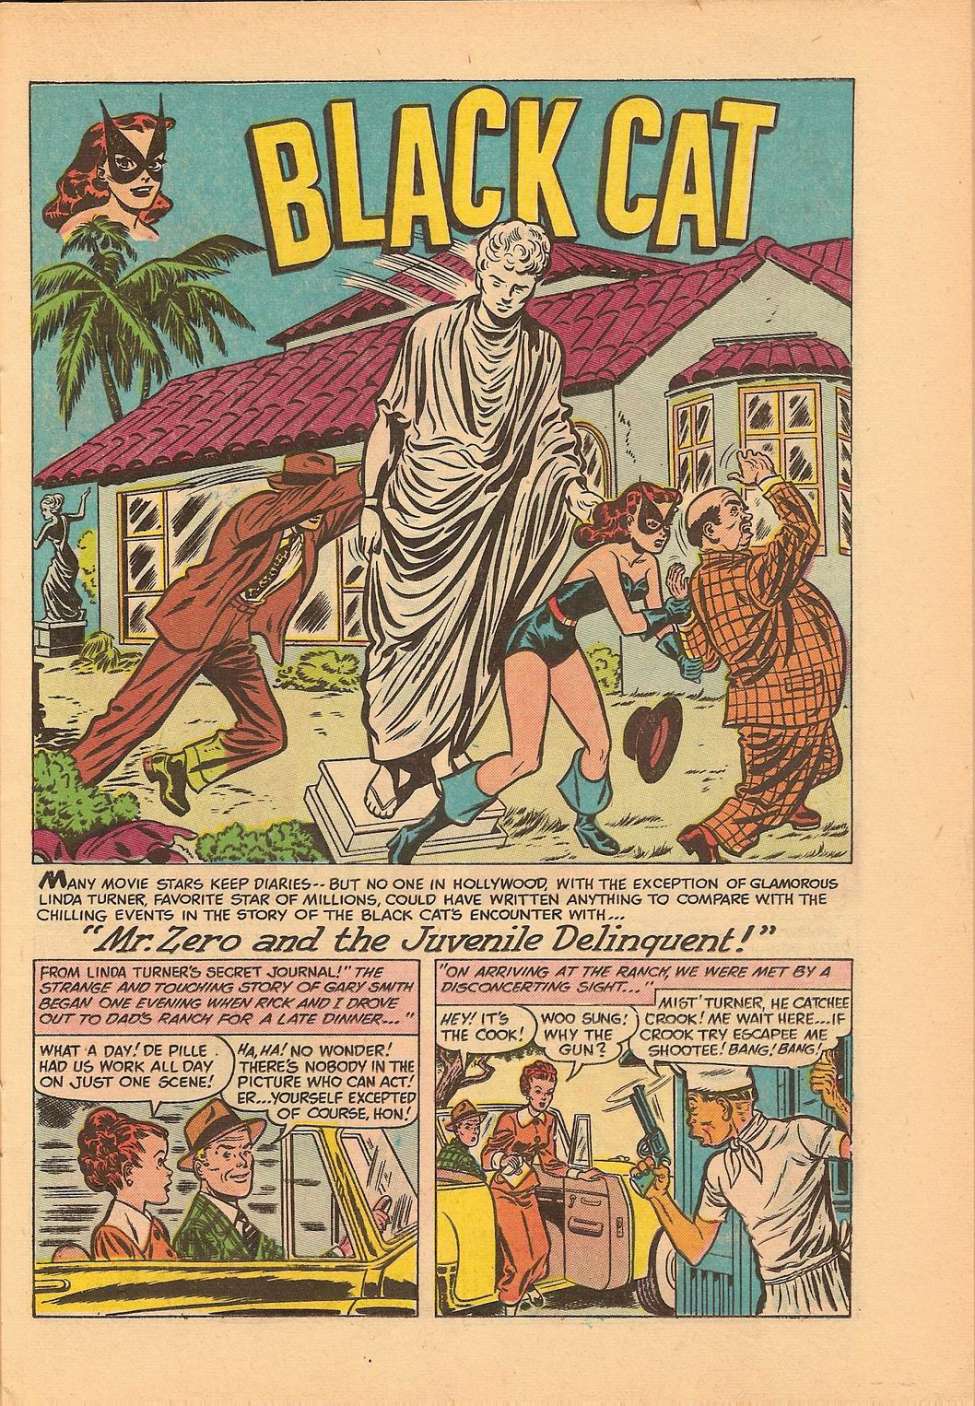 BLACK CAT
MANY MOVIE STARS KEEP DIARIES-- BUT NO ONE IN HOLLYWOOD, WITH THE EXCEPTION OF GLAMOROUS
LINDA TURNER, FAVORITE STAR OF MILLIONS, COULD HAVE WRITTEN ANYTHING TO COMPARE WITH THE
CHILLING EVENTS IN THE STORY OF THE BLACK CAT'S ENCOUNTER WITH...
"Mr. Zero and the Juvenile Delinquent!"
FROM LINDA TURNER'S SECRET JOURNAL! "THE
STRANGE AND TOUCHING STORY OF GARY SMITH
BEGAN ONE EVENING WHEN RICK AND I DROVE
OUT TO DAD'S RANCH FOR A LATE DINNER..."
WHAT A DAY! DE PILLE
HAD US WORK ALL DAY
ON JUST ONE SCENE!
HA, HA! NO WONDER!
THERE'S NOBODY IN THE
PICTURE WHO CAN ACT!
ER...YOURSELF EXCEPTED
OF COURSE, HON!
"ON ARRIVING AT THE RANCH, WE WERE MET BY A
DISCONCERTING SIGHT..."
HEY! IT'S
THE COOK!
WOO SUNG!
WHY THE
GUN?
MIST' TURNER, HE CATCHEE
CROOK! ME WAIT HERE...IF
CROOK TRY ESCAPEE ME
SHOOTEE! BANG! BANG!